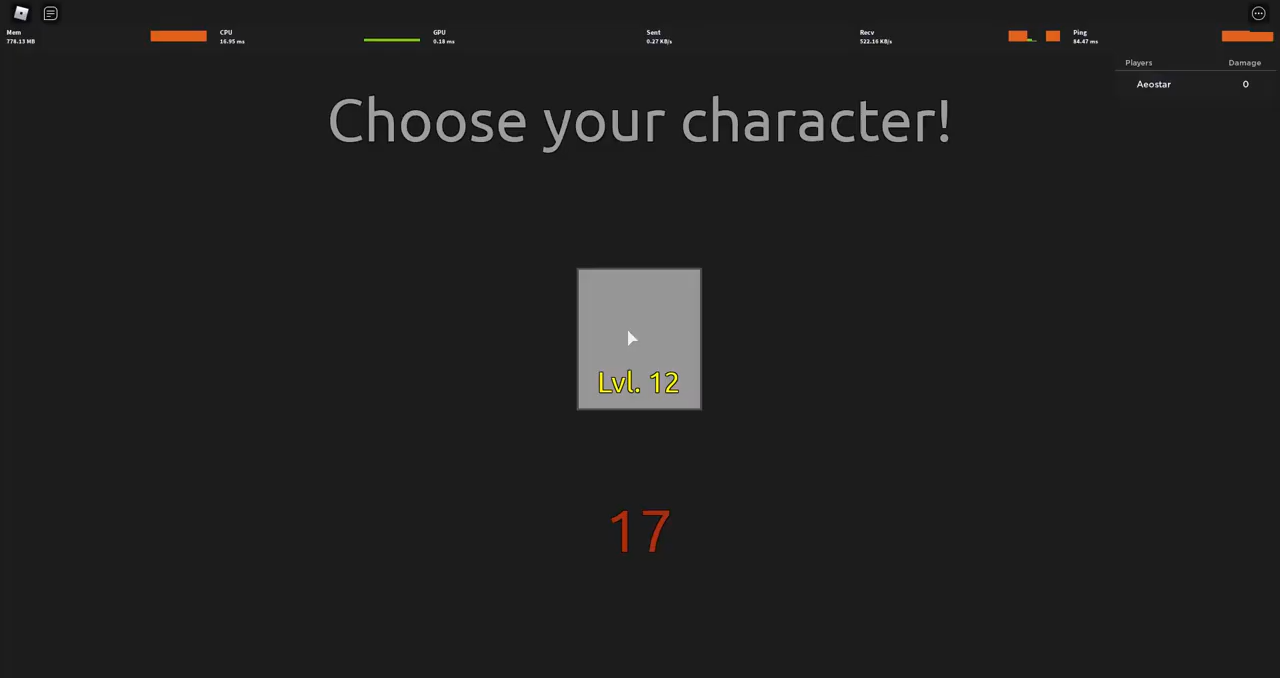 Mem CPU GPU Sent Recv Ping
778.13 MB 16.95 ms 0.18 ms 0.27 KB/s 522.16 KB/s 84.47 ms
Players Damage
Aeostar 0
Choose your character!
Lvl. 12
17